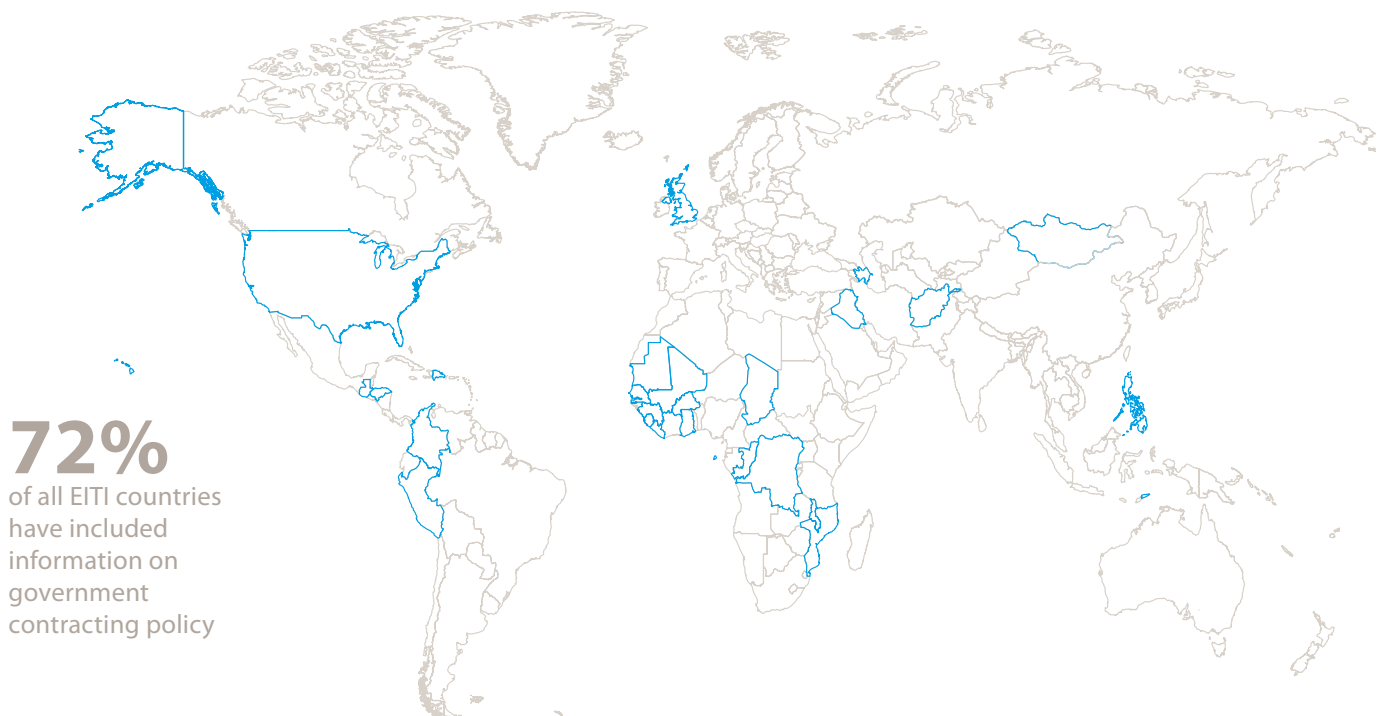 72%
of all EITI countries
have included
information on
government
contracting policy